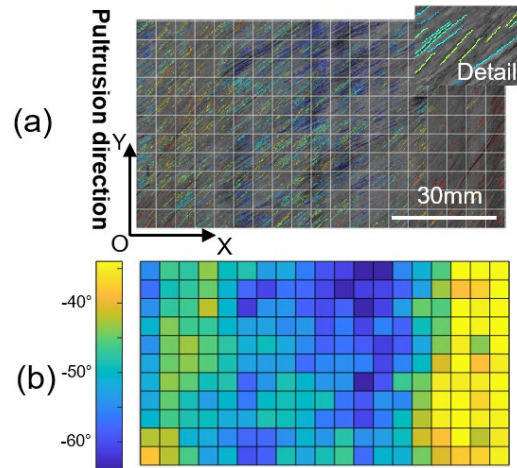 (a)
Pultrusion direction
Y
O
X
Detail
30mm
(b)
-40°
-50°
-60°